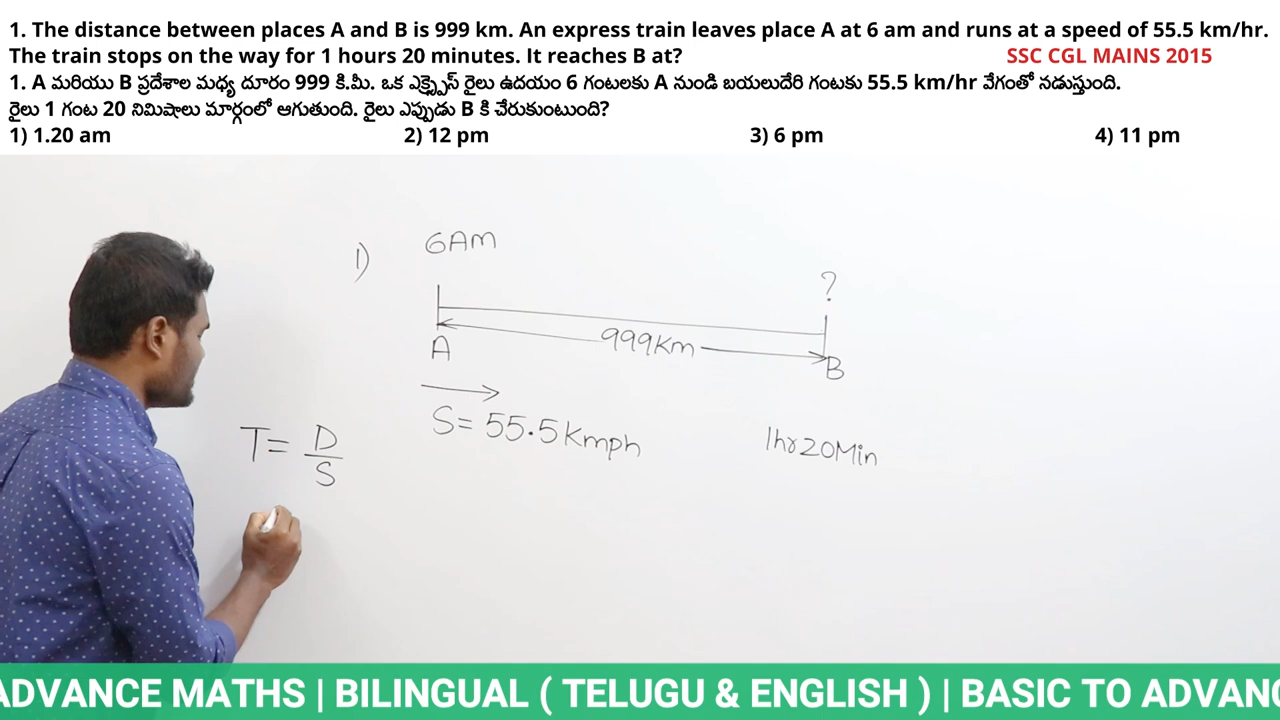 1. The distance between places A and B is 999 km. An express train leaves place A at 6 am and runs at a speed of 55.5 km/hr.
The train stops on the way for 1 hours 20 minutes. It reaches B at? SSC CGL MAINS 2015
1. A మరియు B ప్రదేశాల మధ్య దూరం 999 కి.మీ. ఒక ఎక్స్ప్రెస్ రైలు ఉదయం 6 గంటలకు A నుండి బయలుదేరి గంటకు 55.5 km/hr వేగంతో నడుస్తుంది.
రైలు 1 గంట 20 నిమిషాలు మార్గంలో ఆగుతుంది. రైలు ఎప్పుడు B కి చేరుకుంటుంది?
1) 1.20 am 2) 12 pm 3) 6 pm 4) 11 pm
1) 6AM
?
999Km
A B
S = 55.5Kmph 1hr20Min
T = D
S
ADVANCE MATHS | BILINGUAL ( TELUGU & ENGLISH ) | BASIC TO ADVANC